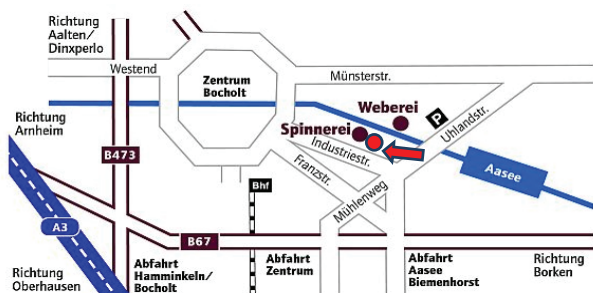 Richtung
Aalten/
Dinxperlo
Westend
Zentrum
Bocholt
Münsterstr.
Weberei
P
Uhlandstr.
Richtung
Arnheim
Spinnerei
Industriestr.
B473
Franzstr.
Aasee
Bhf
Mühlenweg
A3
B67
Richtung
Oberhausen
Abfahrt
Hamminkeln/
Bocholt
Abfahrt
Zentrum
Abfahrt
Aasee
Biemenhorst
Richtung
Borken